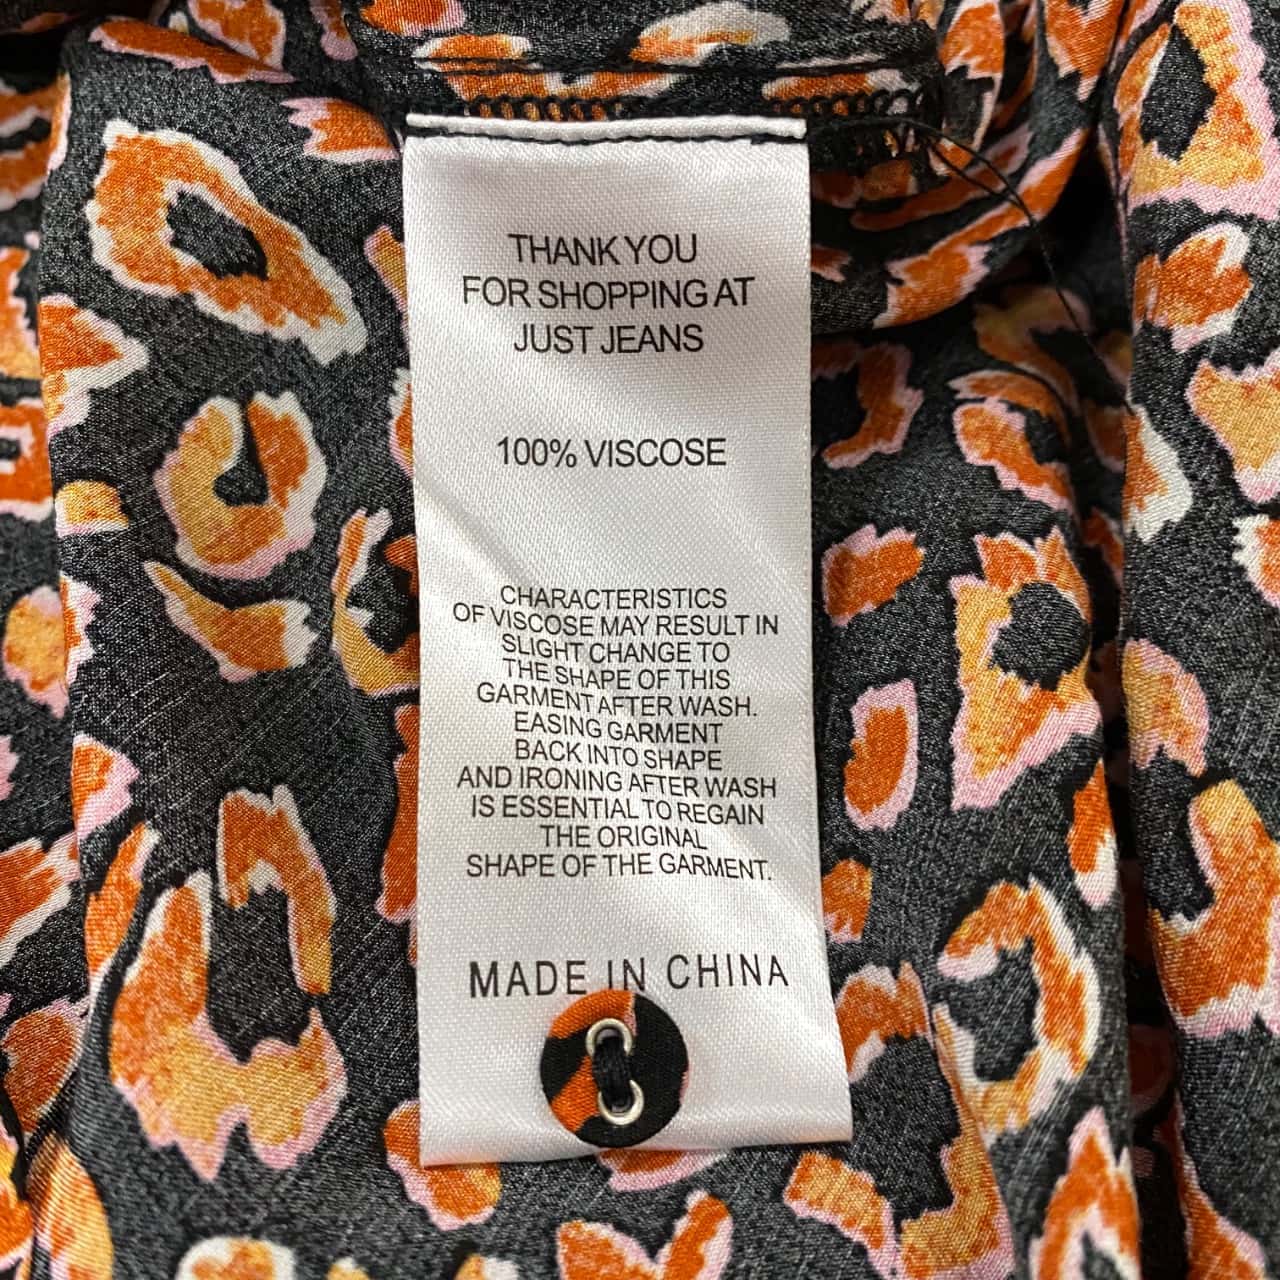 THANK YOU
FOR SHOPPING AT
JUST JEANS
100% VISCOSE
CHARACTERISTICS
OF VISCOSE MAY RESULT IN
SLIGHT CHANGE TO
THE SHAPE OF THIS
GARMENT AFTER WASH.
EASING GARMENT
BACK INTO SHAPE
AND IRONING AFTER WASH
IS ESSENTIAL TO REGAIN
THE ORIGINAL
SHAPE OF THE GARMENT.
MADE IN CHINA